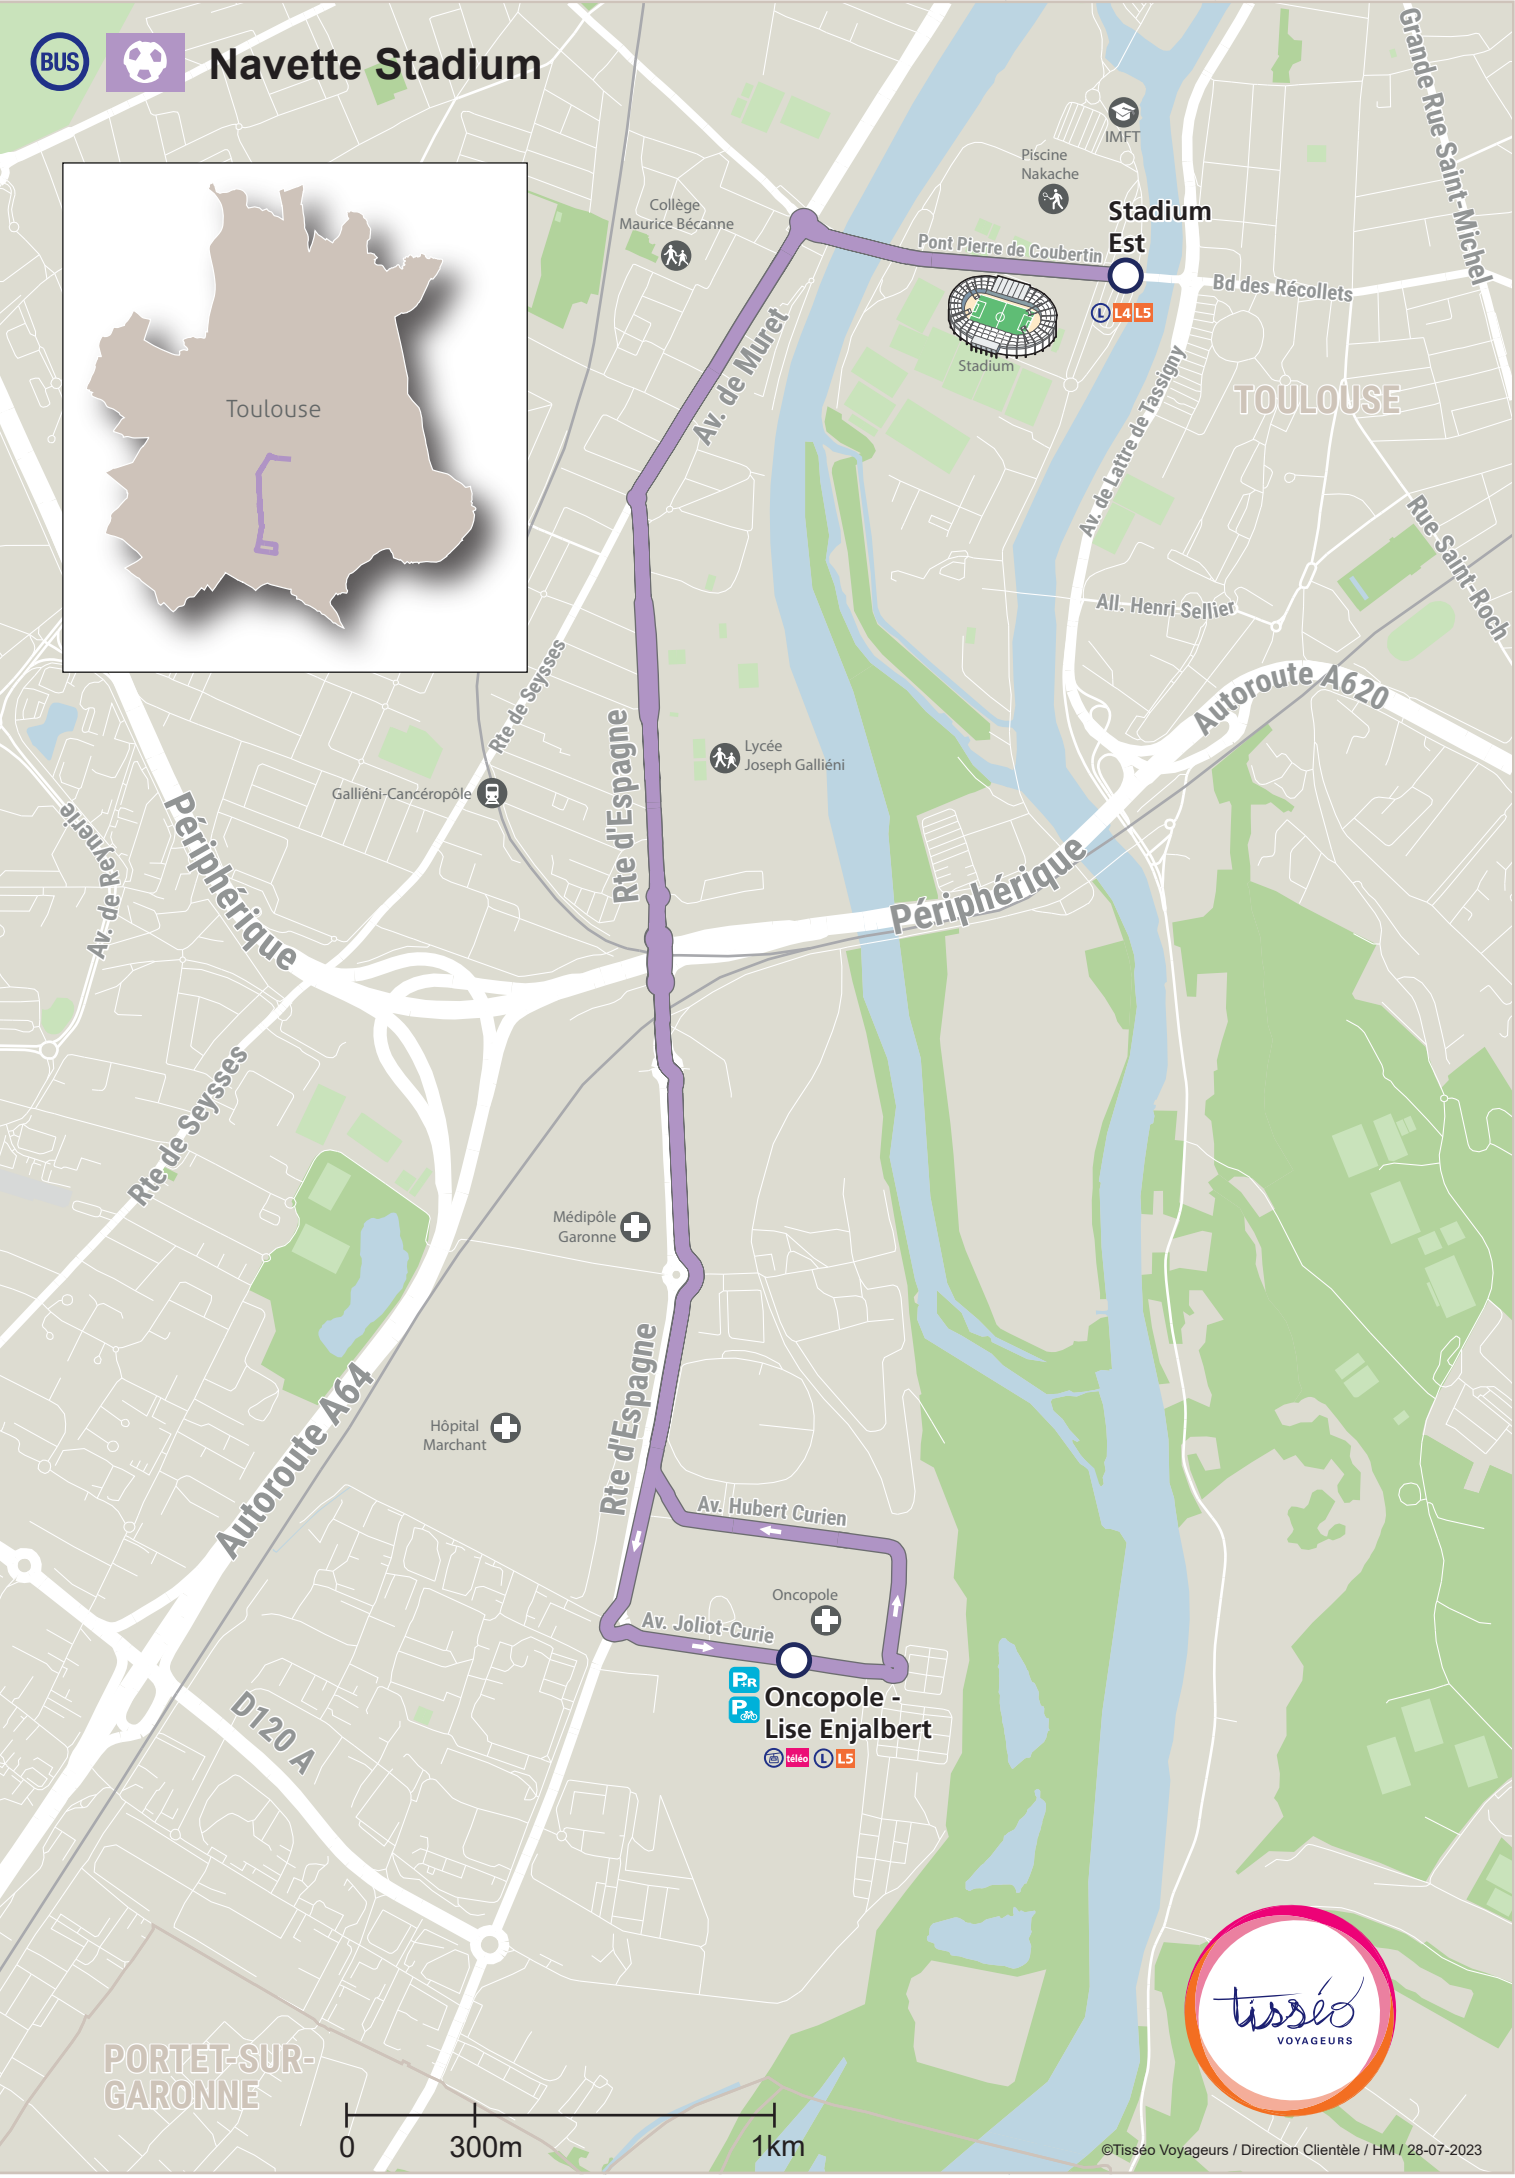 BUS
Navette Stadium
Grande Rue Saint-Michel
IMFT
Piscine
Nakache
Collège
Maurice Bécanne
Stadium
Est
Pont Pierre de Coubertin
Bd des Récollets
L L4 L5
Av. de Muret
Stadium
Av. de Lattre de Tassigny
TOULOUSE
Toulouse
Rue Saint-Roch
All. Henri Sellier
Autoroute A620
Rte de Seysses
Rte d'Espagne
Lycée
Joseph Galliéni
Galliéni-Cancéropôle
Périphérique
Av. de Reynerie
Périphérique
Rte de Seysses
Médipôle
Garonne
Rte d'Espagne
Autoroute A64
Hôpital
Marchant
Av. Hubert Curien
Oncopole
Av. Joliot-Curie
P+R
P
Oncopole -
Lise Enjalbert
téléo L L5
D120 A
tisséo
VOYAGEURS
PORTET-SUR-
GARONNE
0 300m 1km
©Tisséo Voyageurs / Direction Clientèle / HM / 28-07-2023